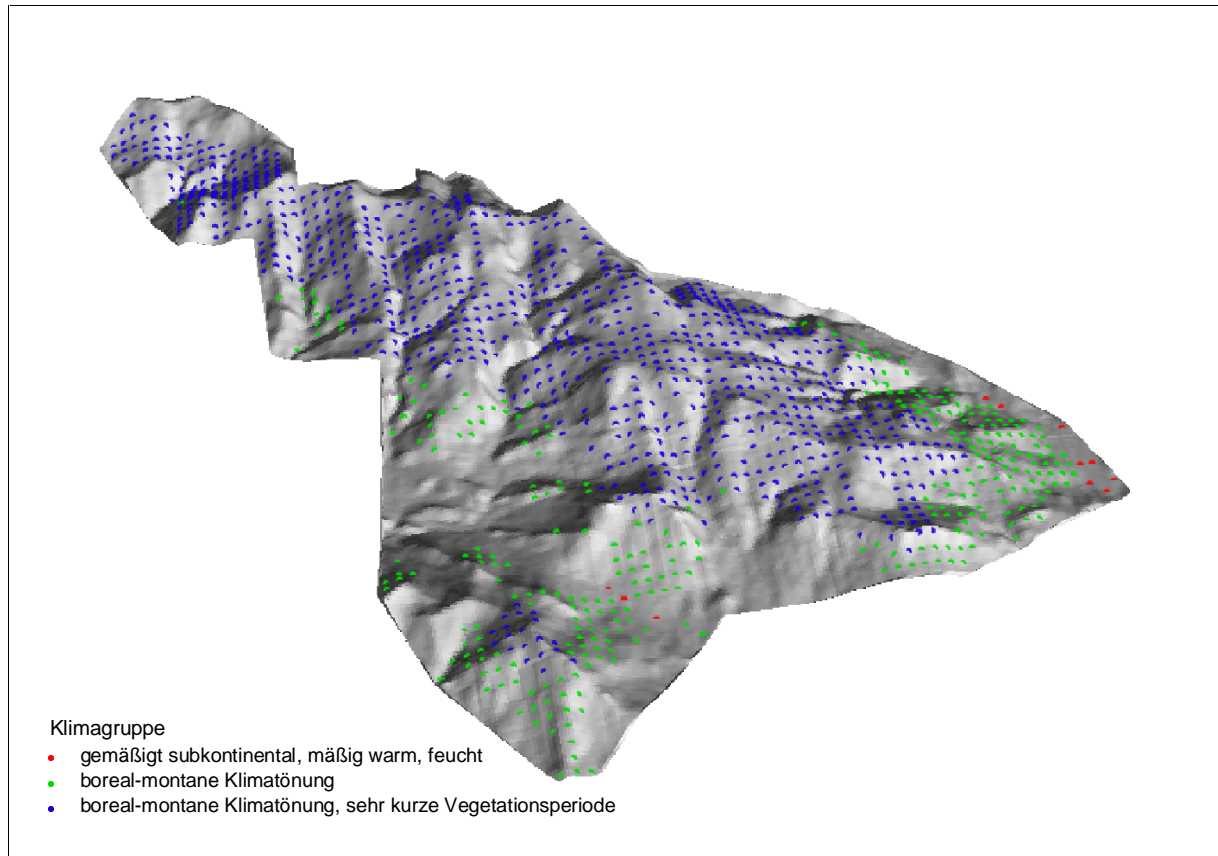 Klimagruppe
gemäßigt subkontinental, mäßig warm, feucht
boreal-montane Klimatönung
boreal-montane Klimatönung, sehr kurze Vegetationsperiode